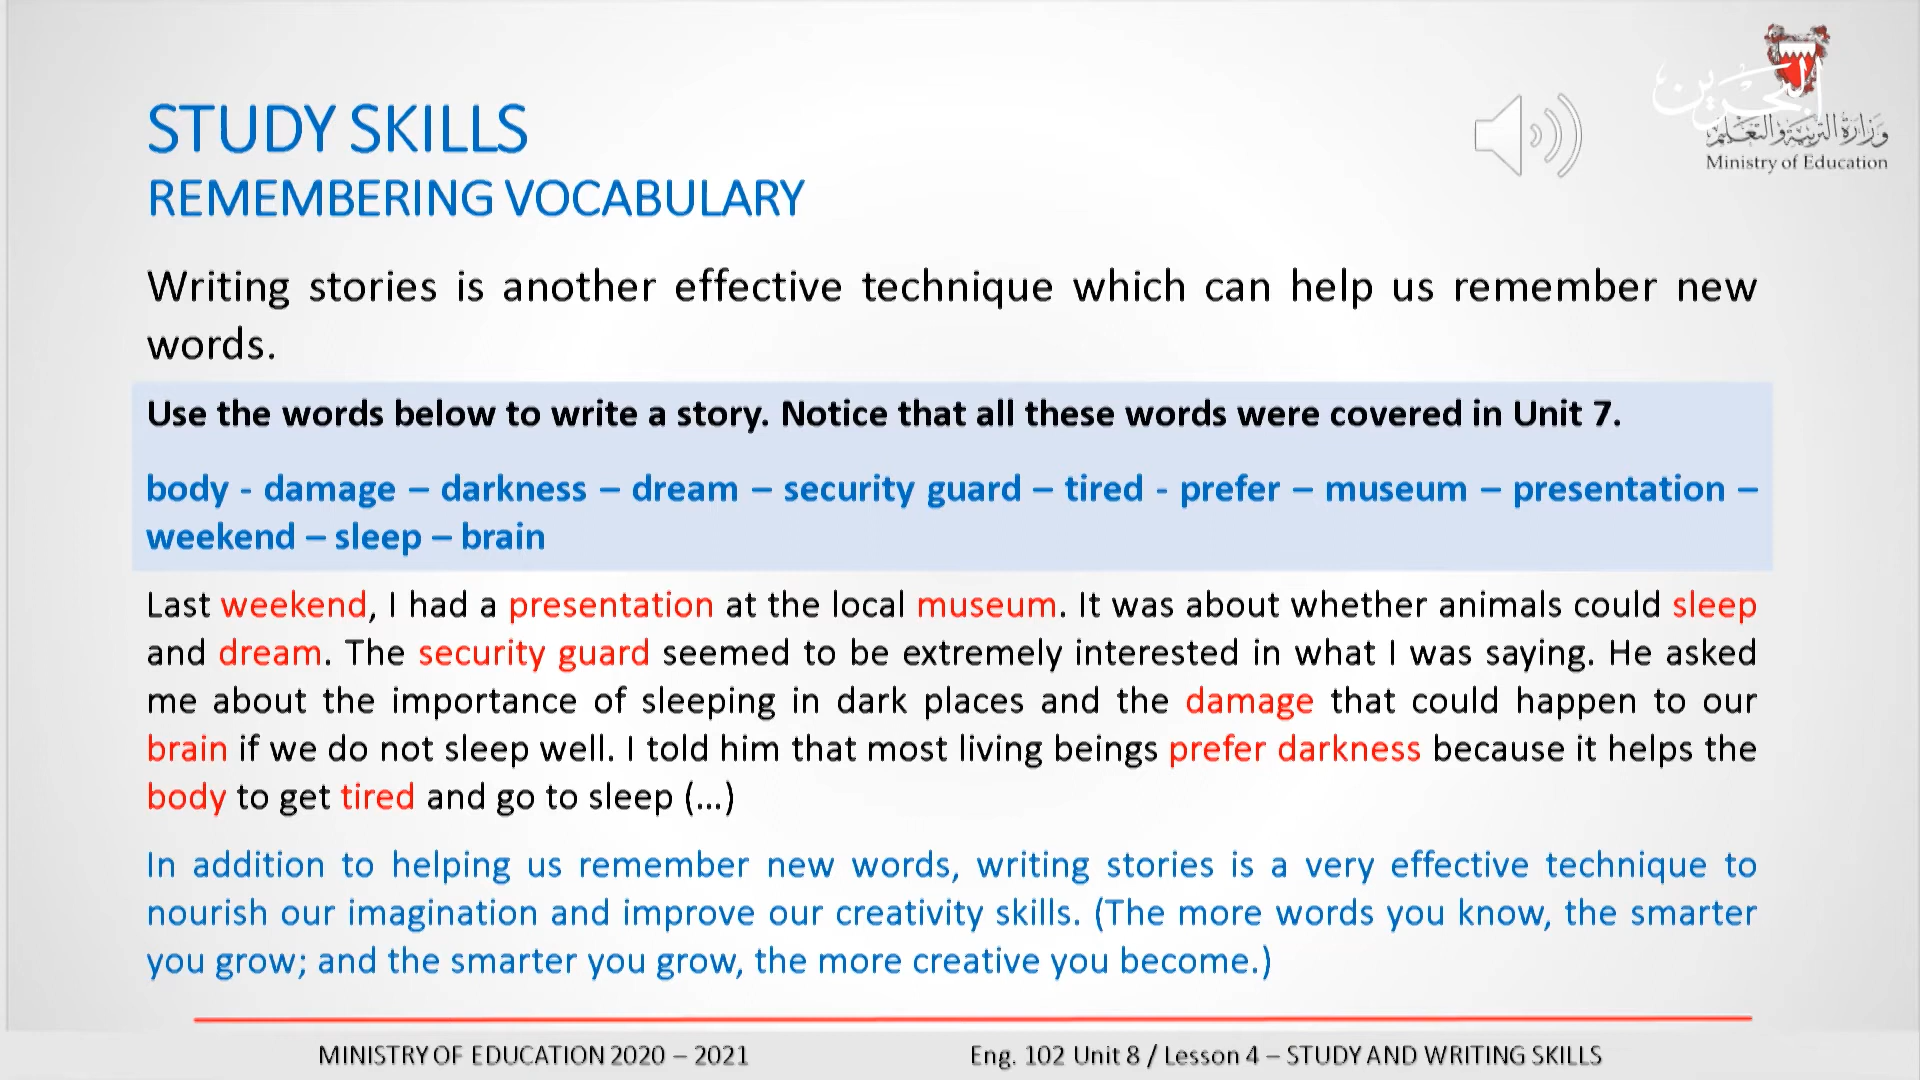 البحرين
وزارة التربية والتعليم
Ministry of Education
STUDY SKILLS
REMEMBERING VOCABULARY
Writing stories is another effective technique which can help us remember new
words.
Use the words below to write a story. Notice that all these words were covered in Unit 7.
body - damage – darkness – dream – security guard – tired - prefer – museum – presentation –
weekend – sleep – brain
Last weekend, I had a presentation at the local museum. It was about whether animals could sleep
and dream. The security guard seemed to be extremely interested in what I was saying. He asked
me about the importance of sleeping in dark places and the damage that could happen to our
brain if we do not sleep well. I told him that most living beings prefer darkness because it helps the
body to get tired and go to sleep (…)
In addition to helping us remember new words, writing stories is a very effective technique to
nourish our imagination and improve our creativity skills. (The more words you know, the smarter
you grow; and the smarter you grow, the more creative you become.)
MINISTRY OF EDUCATION 2020 – 2021
Eng. 102 Unit 8 / Lesson 4 – STUDY AND WRITING SKILLS